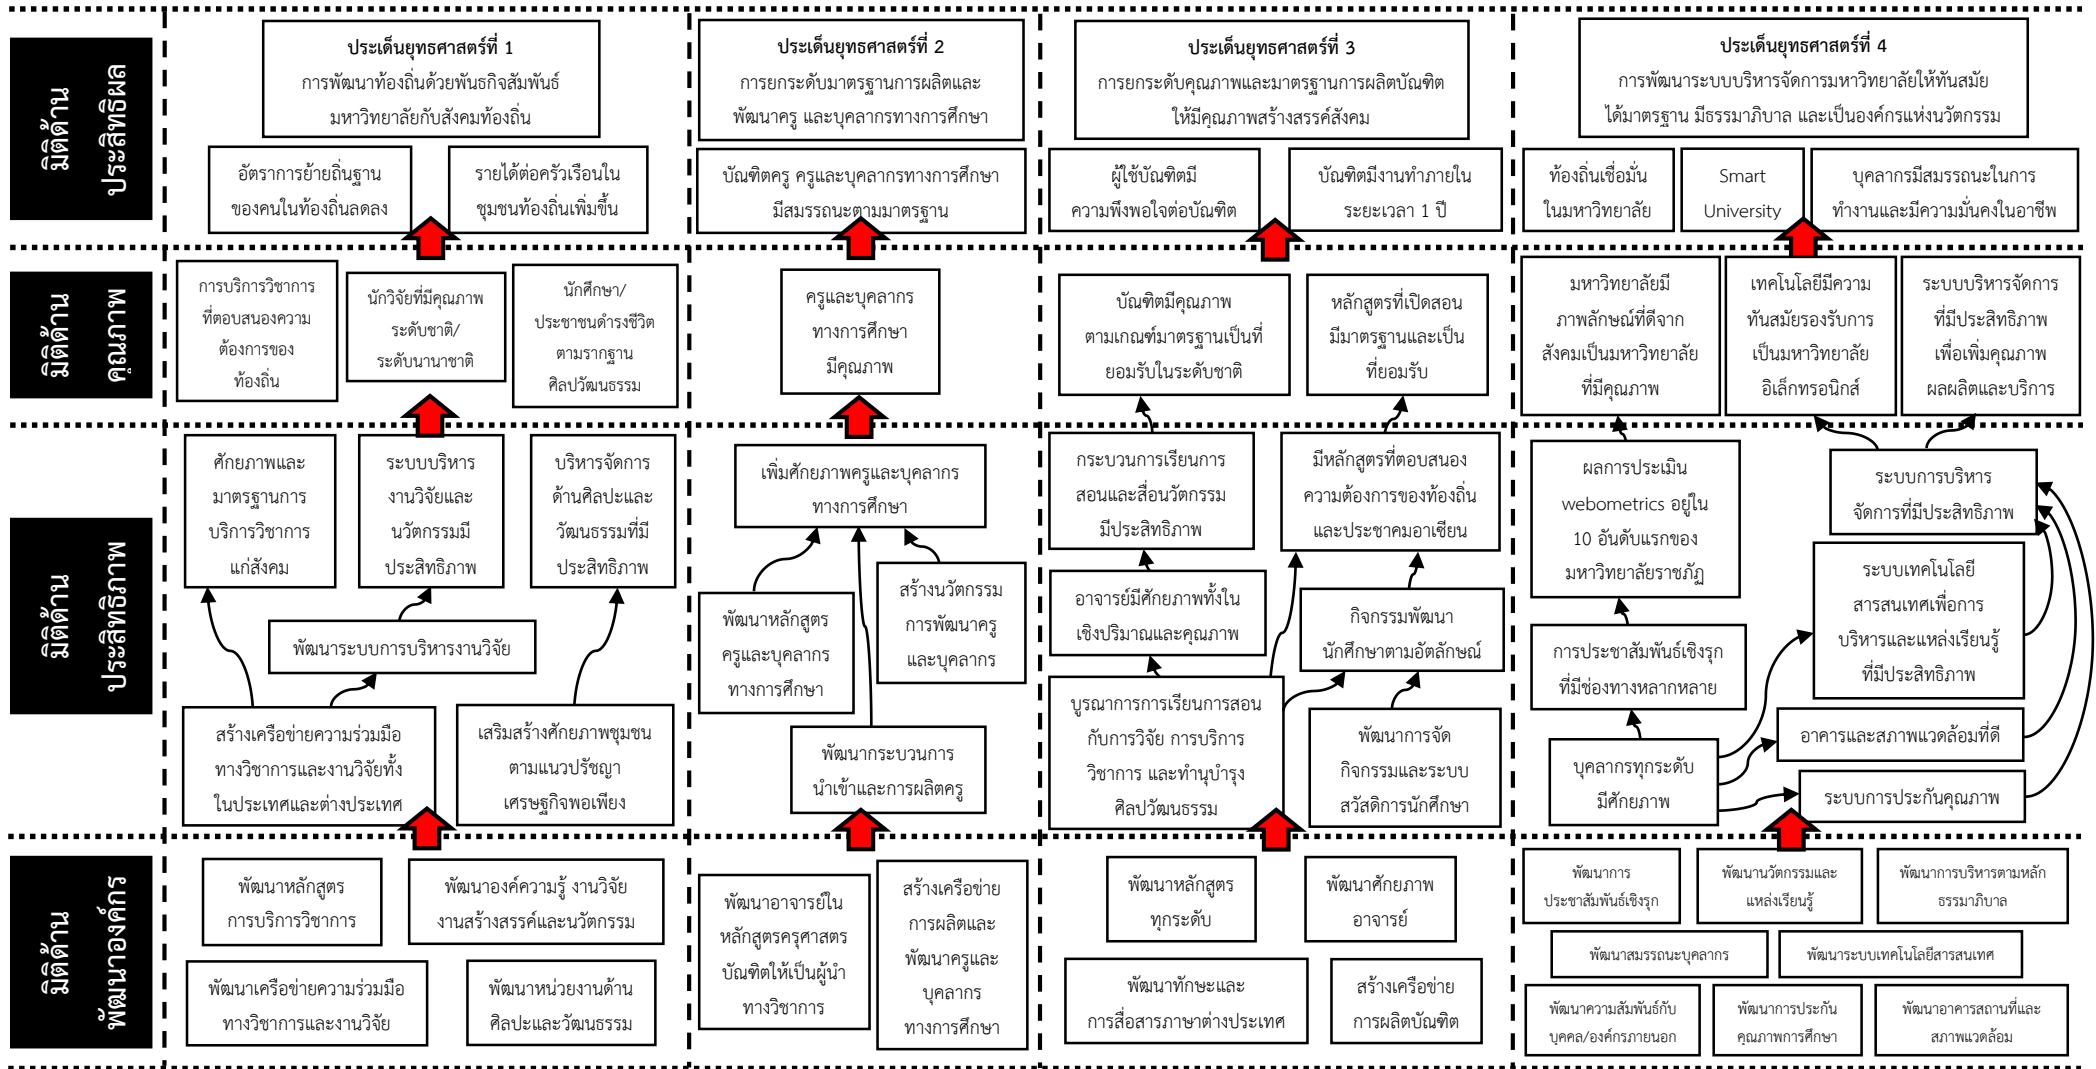 มิติด้าน
ประสิทธิผล
ประเด็นยุทธศาสตร์ที่ 1
การพัฒนาท้องถิ่นด้วยพันธกิจสัมพันธ์
มหาวิทยาลัยกับสังคมท้องถิ่น
อัตราการย้ายถิ่นฐาน
ของคนในท้องถิ่นลดลง
รายได้ต่อครัวเรือนใน
ชุมชนท้องถิ่นเพิ่มขึ้น
ประเด็นยุทธศาสตร์ที่ 2
การยกระดับมาตรฐานการผลิตและ
พัฒนาครู และบุคลากรทางการศึกษา
บัณฑิตครู ครูและบุคลากรทางการศึกษา
มีสมรรถนะตามมาตรฐาน
ประเด็นยุทธศาสตร์ที่ 3
การยกระดับคุณภาพและมาตรฐานการผลิตบัณฑิต
ให้มีคุณภาพสร้างสรรค์สังคม
ผู้ใช้บัณฑิตมี
ความพึงพอใจต่อบัณฑิต
บัณฑิตมีงานทำภายใน
ระยะเวลา 1 ปี
ประเด็นยุทธศาสตร์ที่ 4
การพัฒนาระบบบริหารจัดการมหาวิทยาลัยให้ทันสมัย
ได้มาตรฐาน มีธรรมาภิบาล และเป็นองค์กรแห่งนวัตกรรม
ท้องถิ่นเชื่อมั่น
ในมหาวิทยาลัย
Smart
University
บุคลากรมีสมรรถนะในการ
ทำงานและมีความมั่นคงในอาชีพ
มิติด้าน
คุณภาพ
การบริการวิชาการ
ที่ตอบสนองความ
ต้องการของ
ท้องถิ่น
นักวิจัยที่มีคุณภาพ
ระดับชาติ/
ระดับนานาชาติ
นักศึกษา/
ประชาชนดำรงชีวิต
ตามรากฐาน
ศิลปวัฒนธรรม
ครูและบุคลากร
ทางการศึกษา
มีคุณภาพ
บัณฑิตมีคุณภาพ
ตามเกณฑ์มาตรฐานเป็นที่
ยอมรับในระดับชาติ
หลักสูตรที่เปิดสอน
มีมาตรฐานและเป็น
ที่ยอมรับ
มหาวิทยาลัยมี
ภาพลักษณ์ที่ดีจาก
สังคมเป็นมหาวิทยาลัย
ที่มีคุณภาพ
เทคโนโลยีมีความ
ทันสมัยรองรับการ
เป็นมหาวิทยาลัย
อิเล็กทรอนิกส์
ระบบบริหารจัดการ
ที่มีประสิทธิภาพ
เพื่อเพิ่มคุณภาพ
ผลผลิตและบริการ
มิติด้าน
ประสิทธิภาพ
ศักยภาพและ
มาตรฐานการ
บริการวิชาการ
แก่สังคม
ระบบบริหาร
งานวิจัยและ
นวัตกรรมมี
ประสิทธิภาพ
บริหารจัดการ
ด้านศิลปะและ
วัฒนธรรมที่มี
ประสิทธิภาพ
พัฒนาระบบการบริหารงานวิจัย
สร้างเครือข่ายความร่วมมือ
ทางวิชาการและงานวิจัยทั้ง
ในประเทศและต่างประเทศ
เสริมสร้างศักยภาพชุมชน
ตามแนวปรัชญา
เศรษฐกิจพอเพียง
เพิ่มศักยภาพครูและบุคลากร
ทางการศึกษา
พัฒนาหลักสูตร
ครูและบุคลากร
ทางการศึกษา
สร้างนวัตกรรม
การพัฒนาครู
และบุคลากร
พัฒนากระบวนการ
นำเข้าและการผลิตครู
กระบวนการเรียนการ
สอนและสื่อนวัตกรรม
มีประสิทธิภาพ
มีหลักสูตรที่ตอบสนอง
ความต้องการของท้องถิ่น
และประชาคมอาเซียน
อาจารย์มีศักยภาพทั้งใน
เชิงปริมาณและคุณภาพ
กิจกรรมพัฒนา
นักศึกษาตามอัตลักษณ์
บูรณาการการเรียนการสอน
กับการวิจัย การบริการ
วิชาการ และทำนุบำรุง
ศิลปวัฒนธรรม
พัฒนาการจัด
กิจกรรมและระบบ
สวัสดิการนักศึกษา
ผลการประเมิน
webometrics อยู่ใน
10 อันดับแรกของ
มหาวิทยาลัยราชภัฏ
ระบบการบริหาร
จัดการที่มีประสิทธิภาพ
ระบบเทคโนโลยี
สารสนเทศเพื่อการ
บริหารและแหล่งเรียนรู้
ที่มีประสิทธิภาพ
การประชาสัมพันธ์เชิงรุก
ที่มีช่องทางหลากหลาย
อาคารและสภาพแวดล้อมที่ดี
บุคลากรทุกระดับ
มีศักยภาพ
ระบบการประกันคุณภาพ
มิติด้าน
พัฒนาองค์กร
พัฒนาหลักสูตร
การบริการวิชาการ
พัฒนาองค์ความรู้ งานวิจัย
งานสร้างสรรค์และนวัตกรรม
พัฒนาเครือข่ายความร่วมมือ
ทางวิชาการและงานวิจัย
พัฒนาหน่วยงานด้าน
ศิลปะและวัฒนธรรม
พัฒนาอาจารย์ใน
หลักสูตรครุศาสตร
บัณฑิตให้เป็นผู้นำ
ทางวิชาการ
สร้างเครือข่าย
การผลิตและ
พัฒนาครูและ
บุคลากร
ทางการศึกษา
พัฒนาหลักสูตร
ทุกระดับ
พัฒนาศักยภาพ
อาจารย์
พัฒนาทักษะและ
การสื่อสารภาษาต่างประเทศ
สร้างเครือข่าย
การผลิตบัณฑิต
พัฒนาการ
ประชาสัมพันธ์เชิงรุก
พัฒนานวัตกรรมและ
แหล่งเรียนรู้
พัฒนาการบริหารตามหลัก
ธรรมาภิบาล
พัฒนาสมรรถนะบุคลากร
พัฒนาระบบเทคโนโลยีสารสนเทศ
พัฒนาความสัมพันธ์กับ
บุคคล/องค์กรภายนอก
พัฒนาการประกัน
คุณภาพการศึกษา
พัฒนาอาคารสถานที่และ
สภาพแวดล้อม